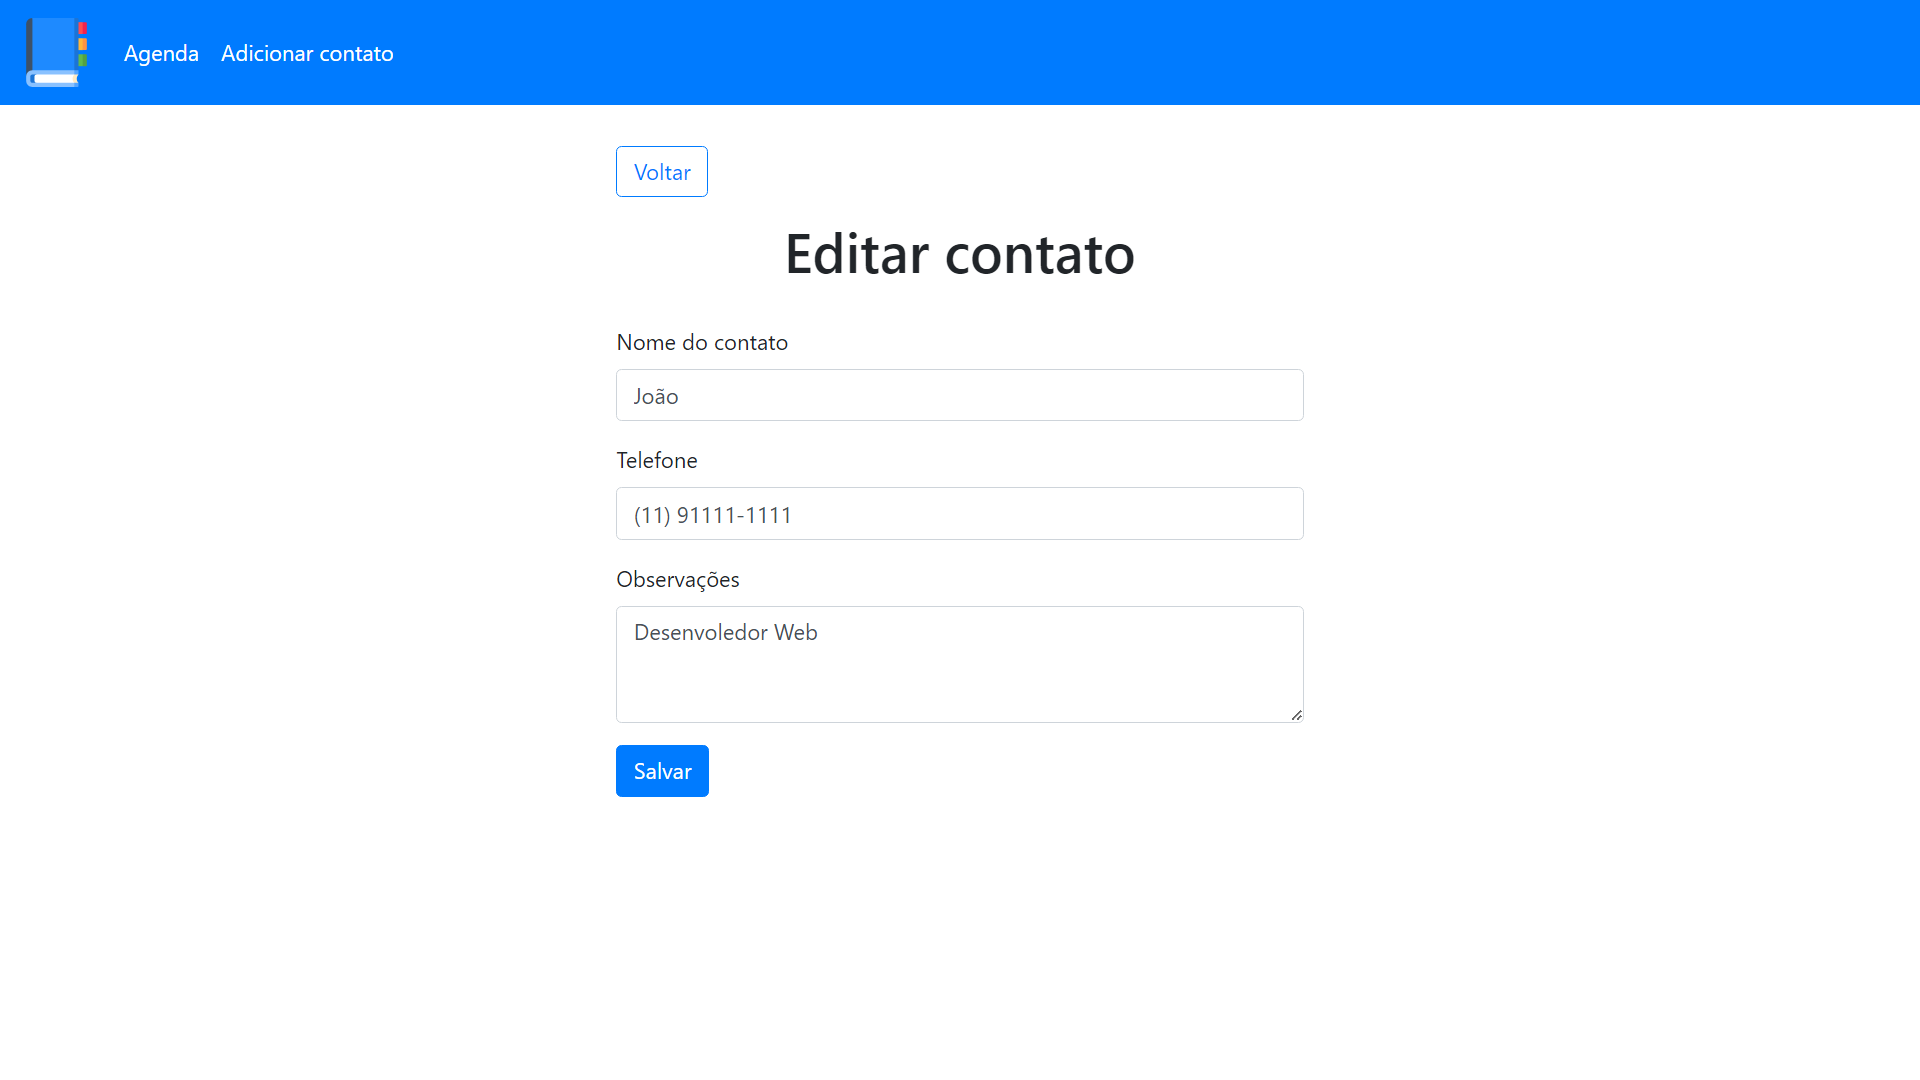 Agenda Adicionar contato
Voltar
Editar contato
Nome do contato
João
Telefone
(11) 91111-1111
Observações
Desenvoledor Web
Salvar